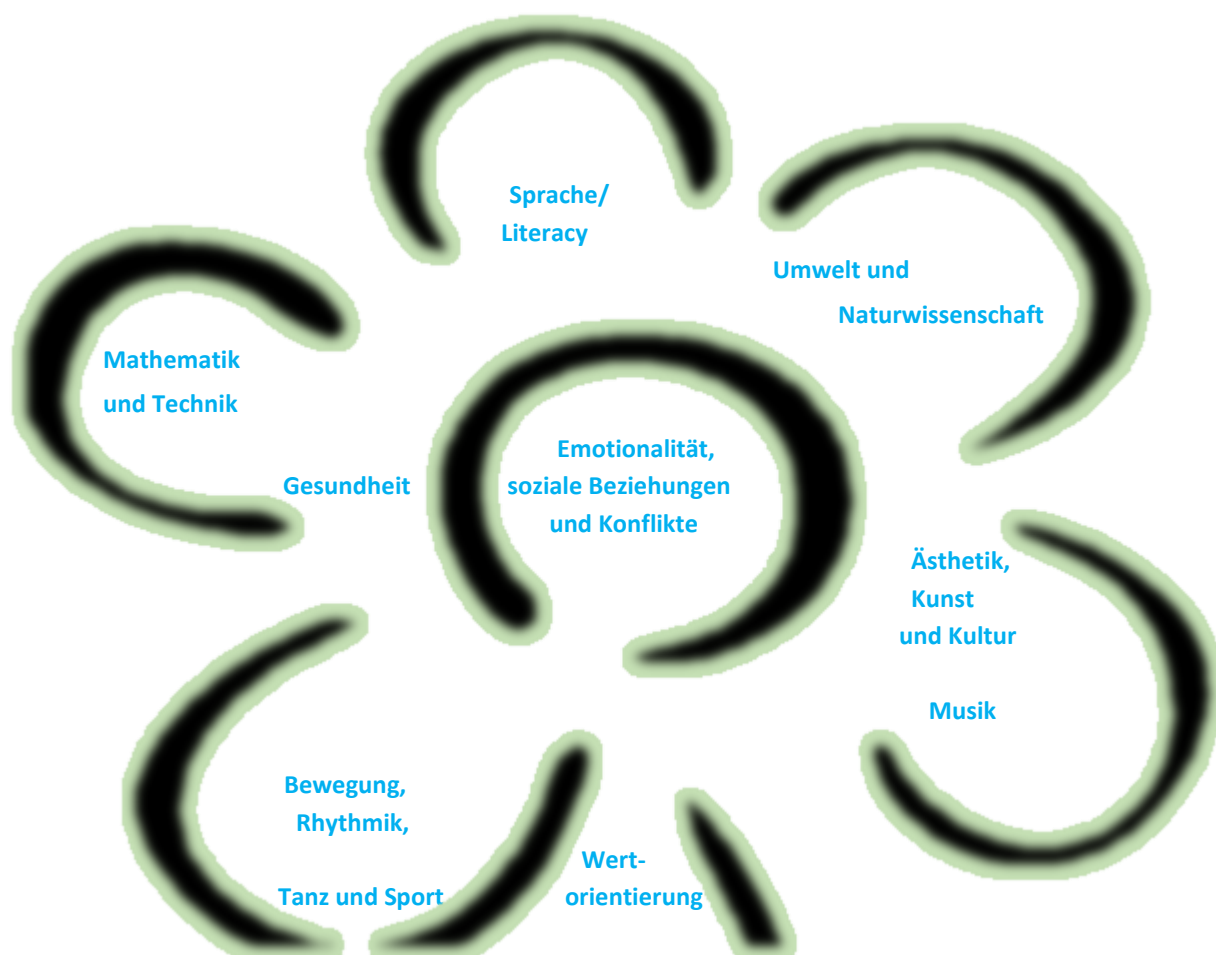 Sprache/
Literacy
Umwelt und
Naturwissenschaft
Mathematik
und Technik
Gesundheit
Emotionalität,
soziale Beziehungen
und Konflikte
Ästhetik,
Kunst
und Kultur
Musik
Bewegung,
Rhythmik,
Tanz und Sport
Wert-
orientierung